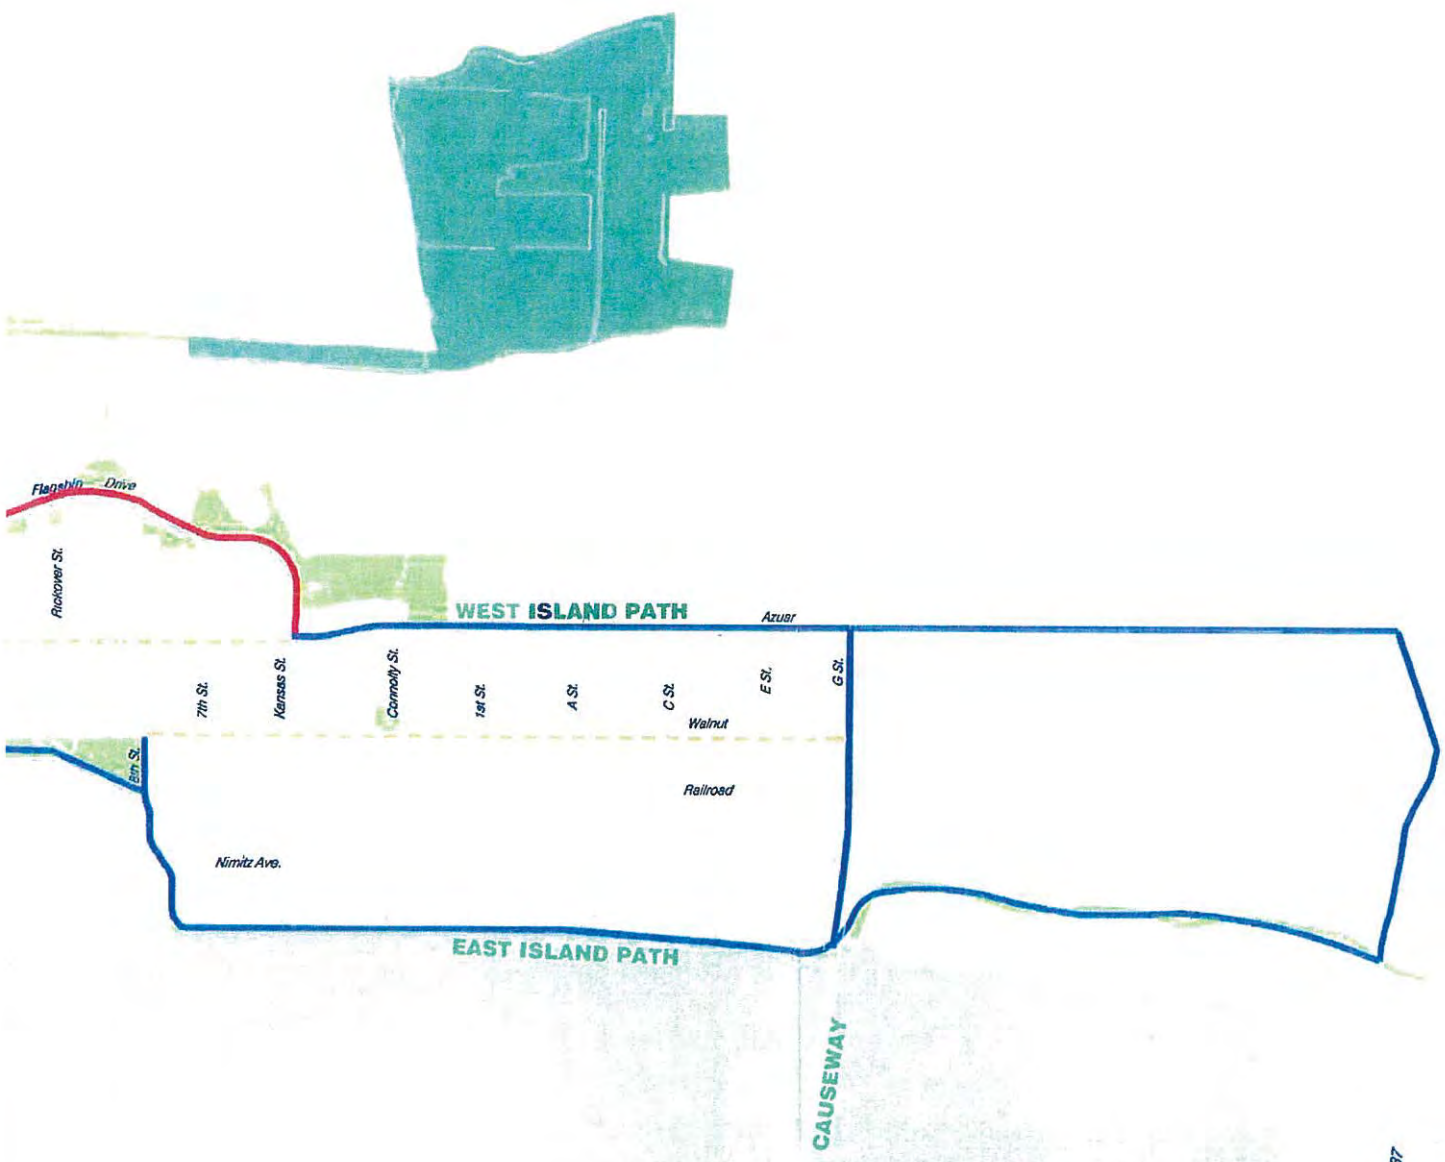 Flagship Drive
Rickover St.
WEST ISLAND PATH
Azuar
7th St.
Kansas St.
Connolly St.
1st St.
A St.
C St.
E St.
G St.
Walnut
8th St.
Railroad
Nimitz Ave.
EAST ISLAND PATH
CAUSEWAY